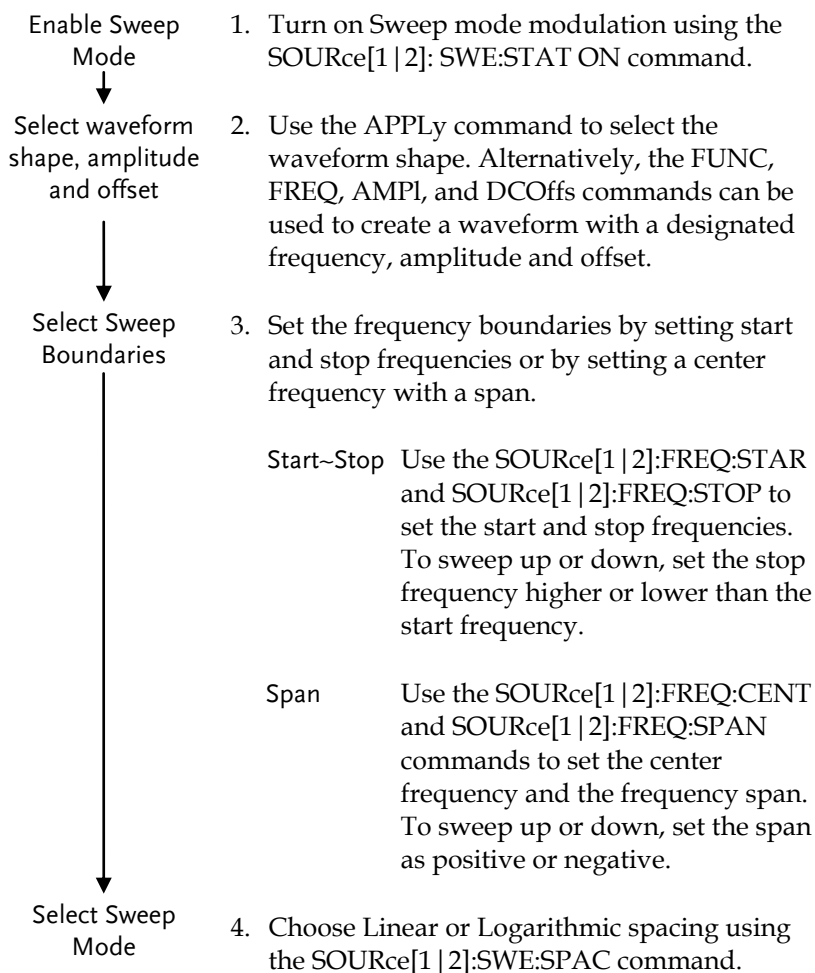 Enable Sweep
Mode
1. Turn on Sweep mode modulation using the
SOURce[1|2]: SWE:STAT ON command.
Select waveform
shape, amplitude
and offset
2. Use the APPLy command to select the
waveform shape. Alternatively, the FUNC,
FREQ, AMPl, and DCOffs commands can be
used to create a waveform with a designated
frequency, amplitude and offset.
Select Sweep
Boundaries
3. Set the frequency boundaries by setting start
and stop frequencies or by setting a center
frequency with a span.
Start~Stop Use the SOURce[1|2]:FREQ:STAR
and SOURce[1|2]:FREQ:STOP to
set the start and stop frequencies.
To sweep up or down, set the stop
frequency higher or lower than the
start frequency.
Span Use the SOURce[1|2]:FREQ:CENT
and SOURce[1|2]:FREQ:SPAN
commands to set the center
frequency and the frequency span.
To sweep up or down, set the span
as positive or negative.
Select Sweep
Mode
4. Choose Linear or Logarithmic spacing using
the SOURce[1|2]:SWE:SPAC command.